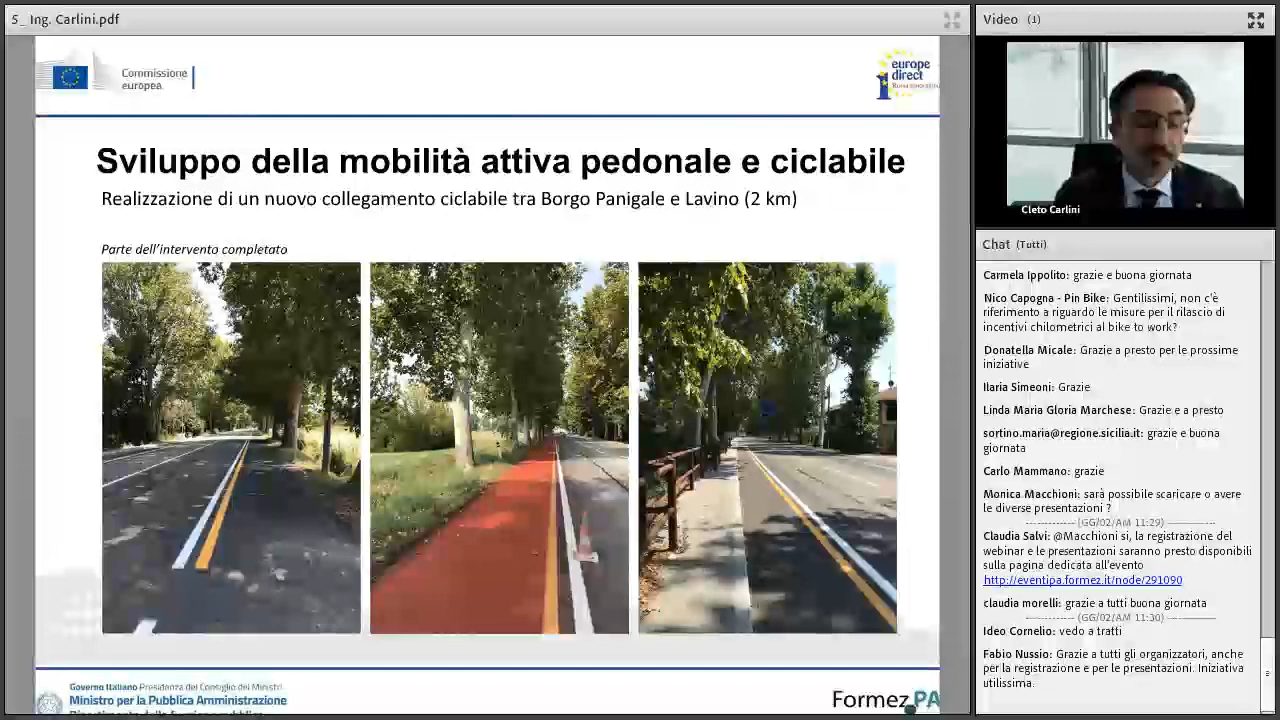 5_ Ing. Carlini.pdf
Commissione
europea
europe
direct
Sviluppo della mobilità attiva pedonale e ciclabile
Realizzazione di un nuovo collegamento ciclabile tra Borgo Panigale e Lavino (2 km)
Parte dell'intervento completato
Governo Italiano Presidenza del Consiglio dei Ministri
Ministro per la Pubblica Amministrazione
Dipartimento della funzione pubblica
Formez PA
Video (1)
Cleto Carlini
Chat (Tutti)
Carmela Ippolito: grazie e buona giornata
Nico Capogna - Pin Bike: Gentilissimi, non c'è
riferimento a riguardo le misure per il rilascio di
incentivi chilometrici al bike to work?
Donatella Micale: Grazie a presto per le prossime
iniziative
Ilaria Simeoni: Grazie
Linda Maria Gloria Marchese: Grazie e a presto
sortino.maria@regione.sicilia.it: grazie e buona
giornata
Carlo Mammano: grazie
Monica Macchioni: sarà possibile scaricare o avere
le diverse presentazioni ?
------------- (GG/02/AM 11:29) -------------
Claudia Salvi: @Macchioni si, la registrazione del
webinar e le presentazioni saranno presto disponibili
sulla pagina dedicata all'evento
http://eventipa.formez.it/node/291090
claudia morelli: grazie a tutti buona giornata
------------- (GG/02/AM 11:30) -------------
Ideo Cornelio: vedo a tratti
Fabio Nussio: Grazie a tutti gli organizzatori, anche
per la registrazione e per le presentazioni. Iniziativa
utilissima.